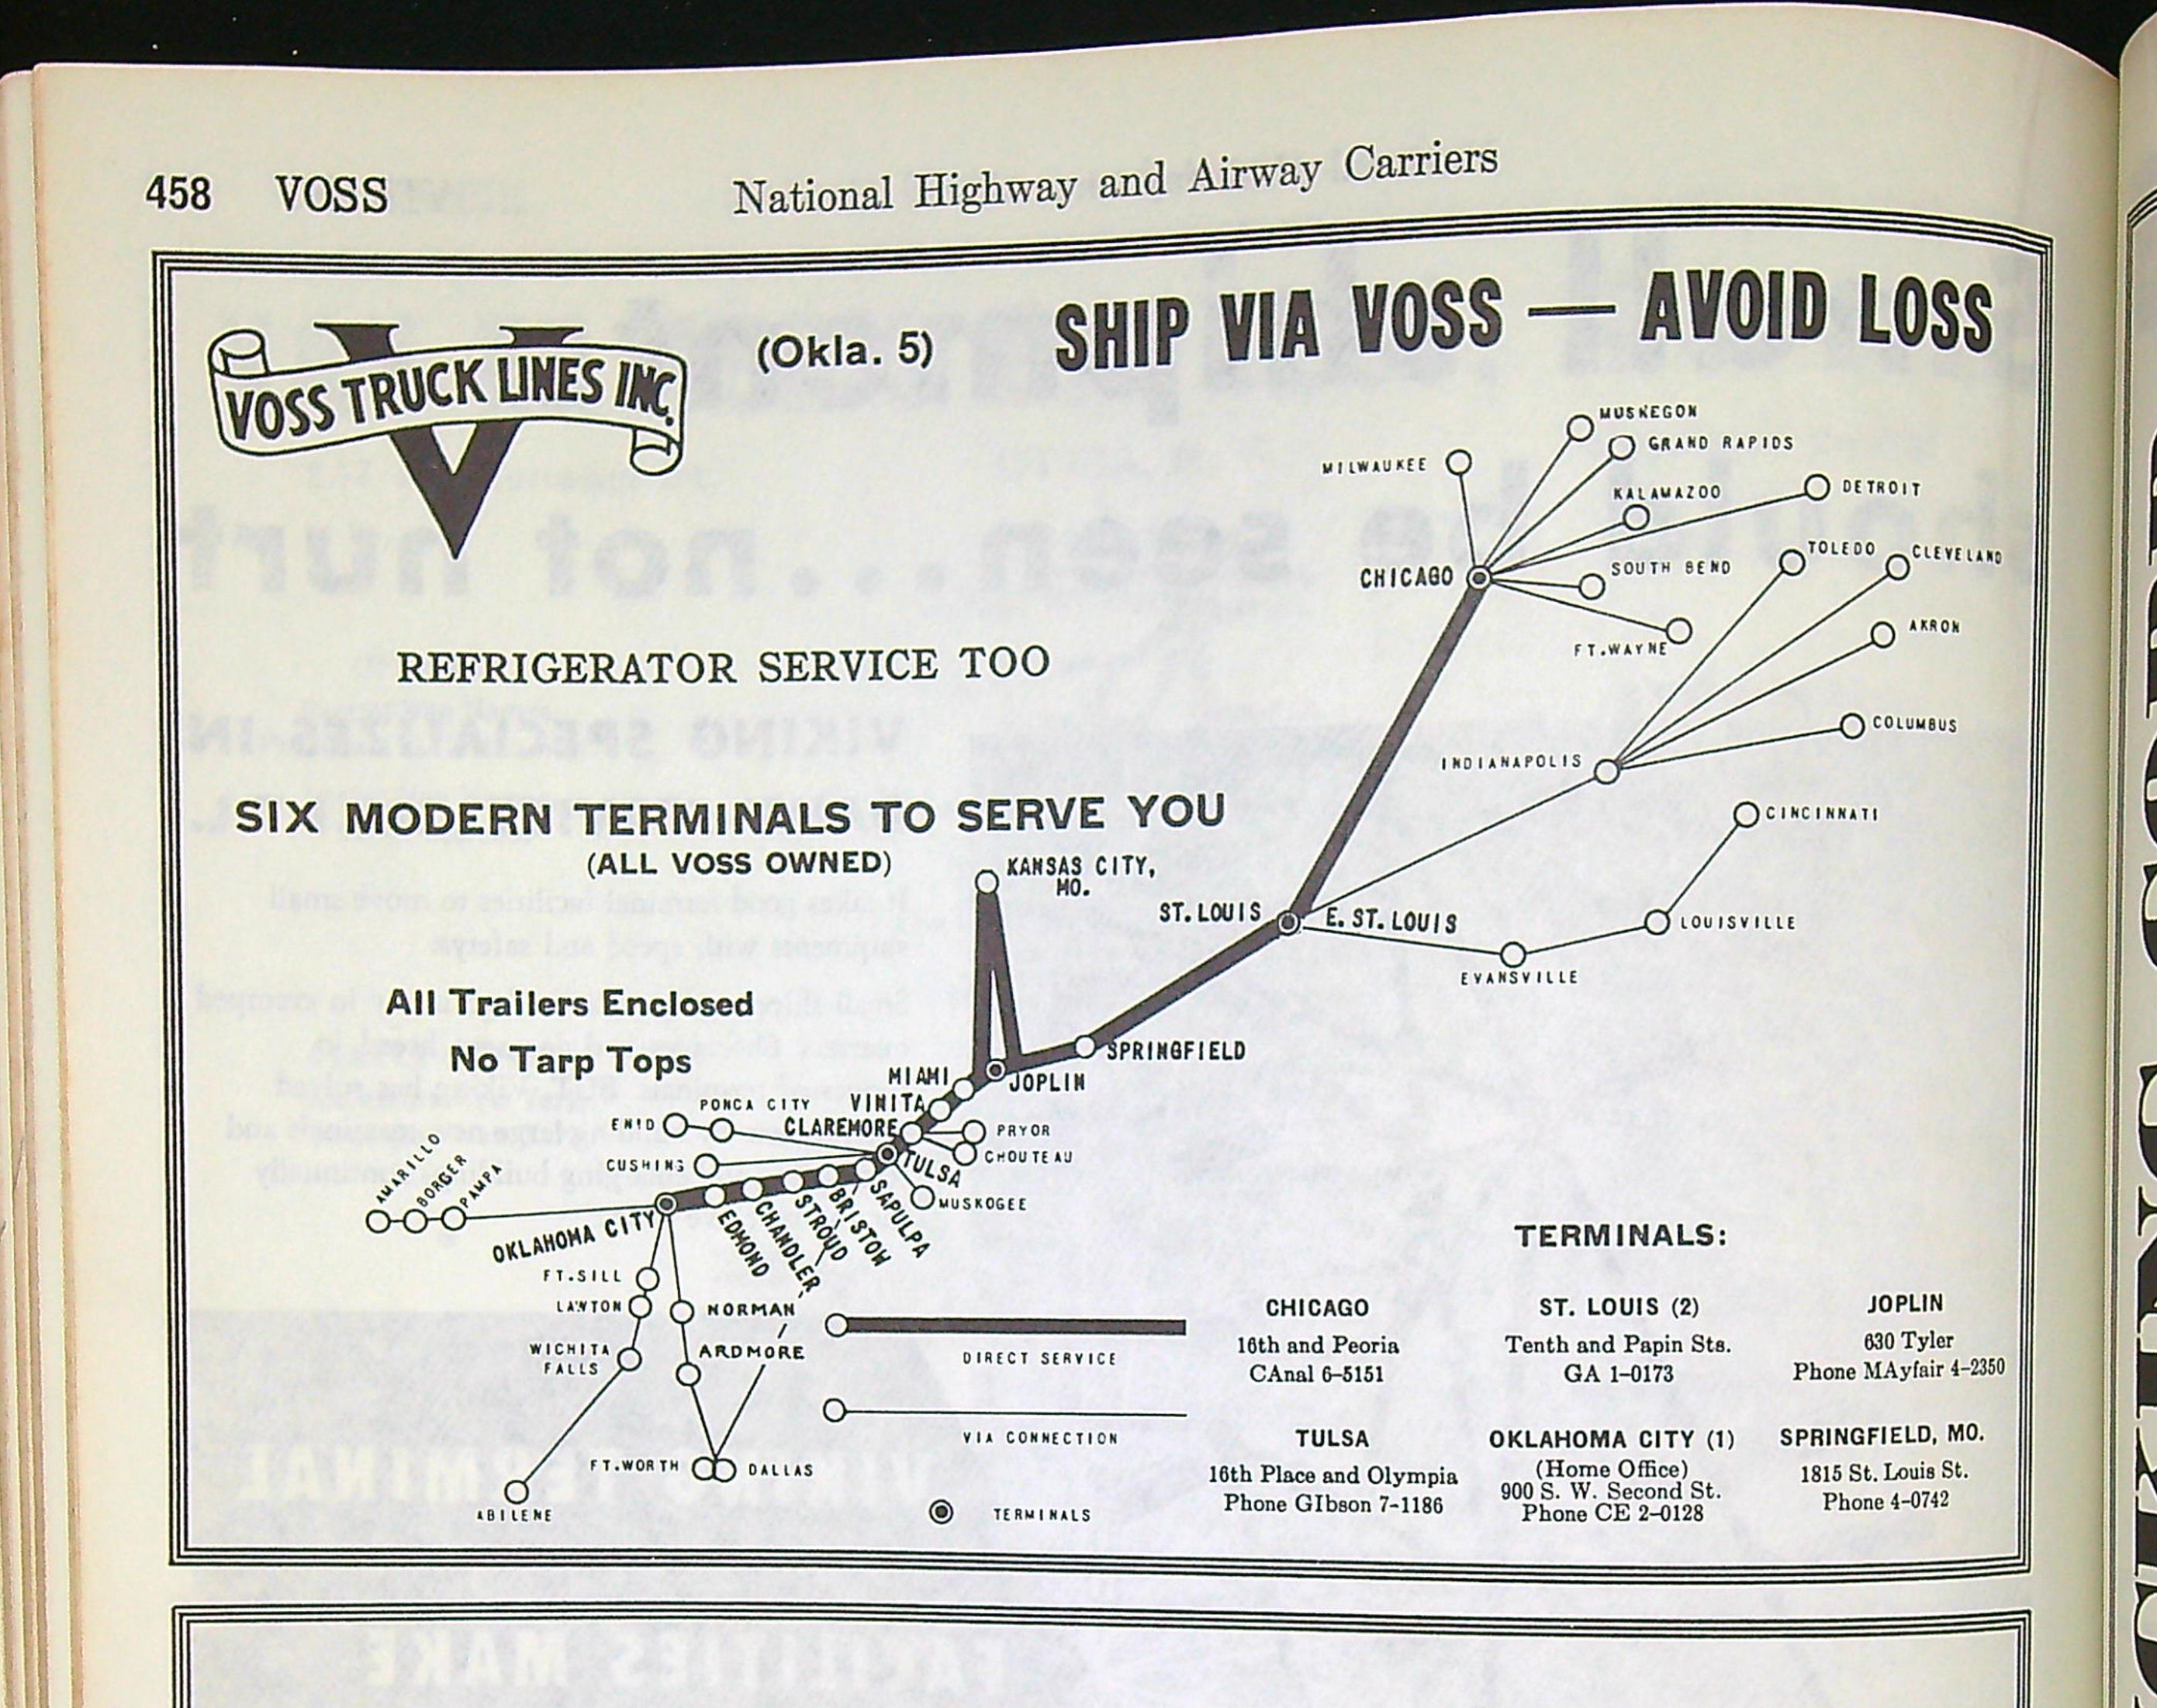 458 VOSS National Highway and Airway Carriers
VOSS TRUCK LINES INC.
(Okla. 5)
SHIP VIA VOSS — AVOID LOSS
REFRIGERATOR SERVICE TOO
SIX MODERN TERMINALS TO SERVE YOU
(ALL VOSS OWNED)
All Trailers Enclosed
No Tarp Tops
MUSKEGON
GRAND RAPIDS
MILWAUKEE
KALAMAZOO
DETROIT
CHICAGO
SOUTH BEND
TOLEDO
CLEVELAND
FT.WAYNE
AKRON
COLUMBUS
INDIANAPOLIS
CINCINNATI
KANSAS CITY,
MO.
ST. LOUIS
E. ST. LOUIS
LOUISVILLE
EVANSVILLE
SPRINGFIELD
JOPLIN
MIAMI
VINITA
CLAREMORE
PONCA CITY
ENID
PRYOR
CHOUTEAU
CUSHING
TULSA
MUSKOGEE
AMARILLO
BORGER
PAMPA
OKLAHOMA CITY
EDMOND
CHANDLER
STROUD
BRISTOW
SAPULPA
FT.SILL
LAWTON
NORMAN
WICHITA
FALLS
ARDMORE
FT.WORTH
DALLAS
ABILENE
DIRECT SERVICE
VIA CONNECTION
TERMINALS
TERMINALS:
CHICAGO
16th and Peoria
CAnal 6-5151
ST. LOUIS (2)
Tenth and Papin Sts.
GA 1-0173
JOPLIN
630 Tyler
Phone MAyfair 4-2350
TULSA
16th Place and Olympia
Phone GIbson 7-1186
OKLAHOMA CITY (1)
(Home Office)
900 S. W. Second St.
Phone CE 2-0128
SPRINGFIELD, MO.
1815 St. Louis St.
Phone 4-0742